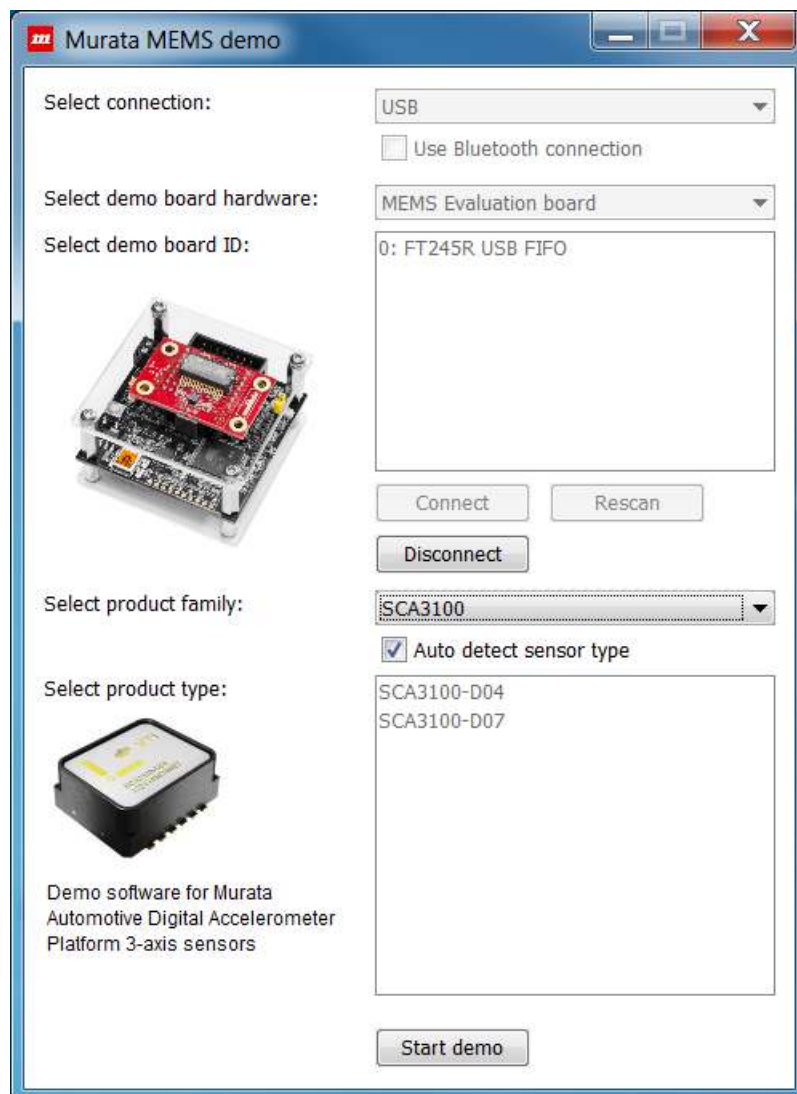 Murata MEMS demo
Select connection:
USB
Use Bluetooth connection
Select demo board hardware:
MEMS Evaluation board
Select demo board ID:
0: FT245R USB FIFO
Connect
Rescan
Disconnect
Select product family:
SCA3100
Auto detect sensor type
Select product type:
SCA3100-D04
SCA3100-D07
Demo software for Murata
Automotive Digital Accelerometer
Platform 3-axis sensors
Start demo